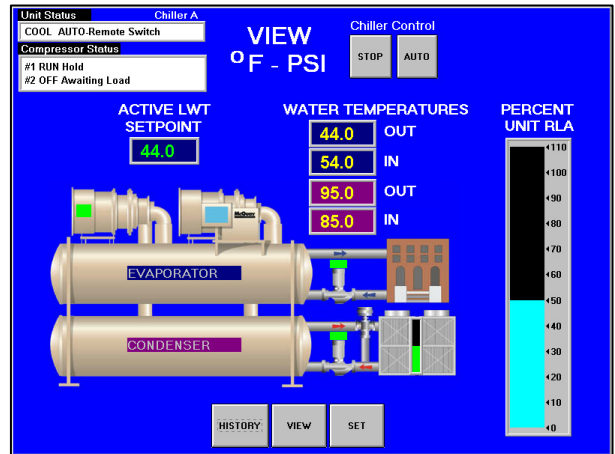 Unit Status Chiller A
COOL AUTO-Remote Switch
Compressor Status
#1 RUN Hold
#2 OFF Awaiting Load
VIEW
ºF - PSI
Chiller Control
STOP AUTO
ACTIVE LWT
SETPOINT
44.0
WATER TEMPERATURES
44.0 OUT
54.0 IN
95.0 OUT
85.0 IN
PERCENT
UNIT RLA
110
100
90
80
70
60
50
40
30
20
10
0
McQuay
EVAPORATOR
CONDENSER
HISTORY VIEW SET